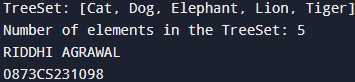 TreeSet: [Cat, Dog, Elephant, Lion, Tiger]
Number of elements in the TreeSet: 5
RIDDHI AGRAWAL
0873CS231098